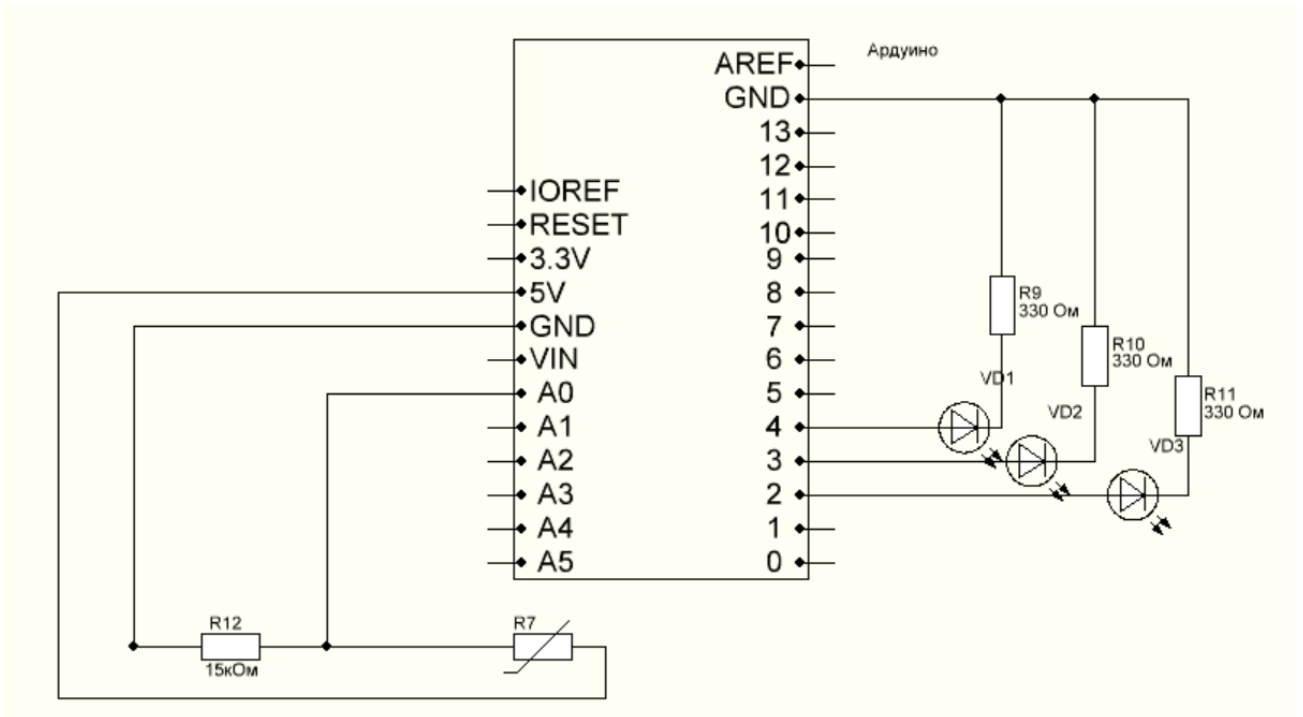 Ардуино
AREF
GND
13
12
11
10
9
8
7
6
5
4
3
2
1
0
IOREF
RESET
3.3V
5V
GND
VIN
A0
A1
A2
A3
A4
A5
R9
330 Ом
R10
330 Ом
R11
330 Ом
VD1
VD2
VD3
R12
15кОм
R7